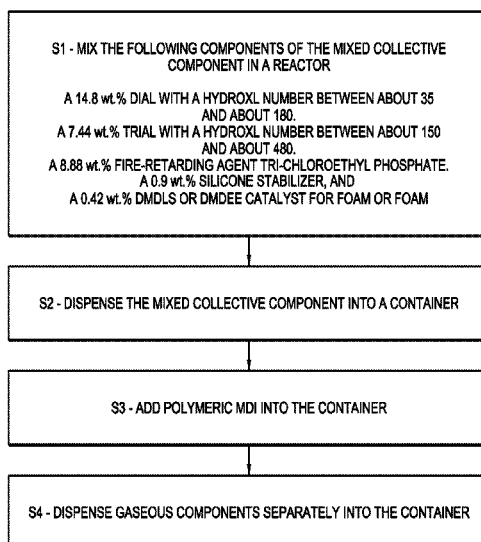 S1 - MIX THE FOLLOWING COMPONENTS OF THE MIXED COLLECTIVE
COMPONENT IN A REACTOR
A 14.8 wt.% DIAL WITH A HYDROXL NUMBER BETWEEN ABOUT 35
AND ABOUT 180.
A 7.44 wt.% TRIAL WITH A HYDROXL NUMBER BETWEEN ABOUT 150
AND ABOUT 480.
A 8.88 wt.% FIRE-RETARDING AGENT TRI-CHLOROETHYL PHOSPHATE.
A 0.9 wt.% SILICONE STABILIZER, AND
A 0.42 wt.% DMDLS OR DMDEE CATALYST FOR FOAM OR FOAM
S2 - DISPENSE THE MIXED COLLECTIVE COMPONENT INTO A CONTAINER
S3 - ADD POLYMERIC MDI INTO THE CONTAINER
S4 - DISPENSE GASEOUS COMPONENTS SEPARATELY INTO THE CONTAINER